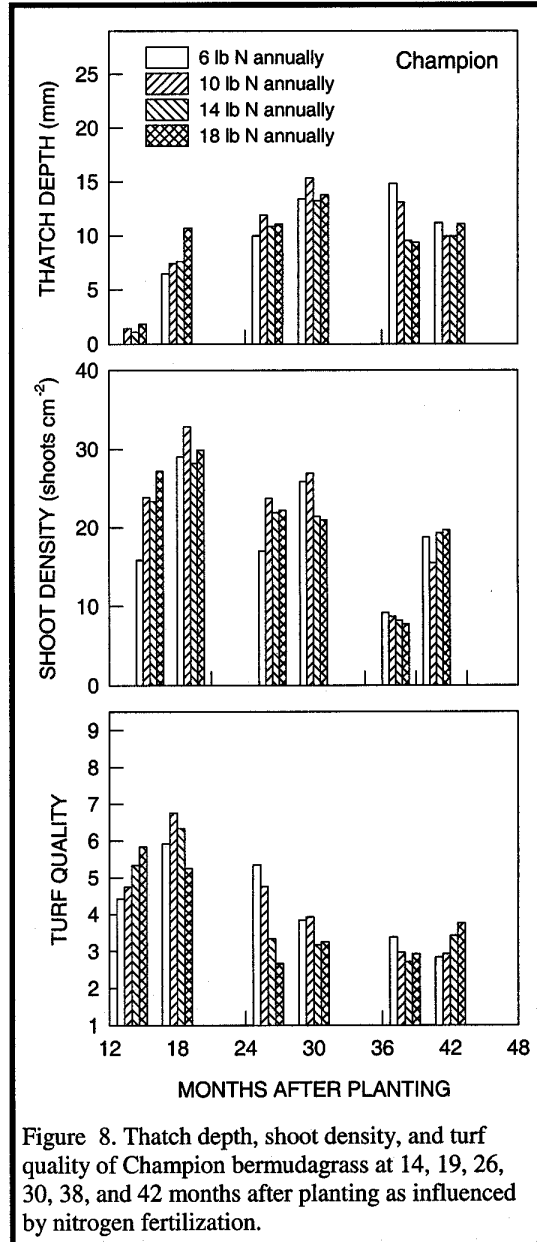 6 lb N annually
10 lb N annually
14 lb N annually
18 lb N annually
Champion
THATCH DEPTH (mm)
25
20
15
10
5
0
SHOOT DENSITY (shoots cm-2)
40
30
20
10
0
TURF QUALITY
9
8
7
6
5
4
3
2
1
12 18 24 30 36 42 48
MONTHS AFTER PLANTING
Figure 8. Thatch depth, shoot density, and turf
quality of Champion bermudagrass at 14, 19, 26,
30, 38, and 42 months after planting as influenced
by nitrogen fertilization.